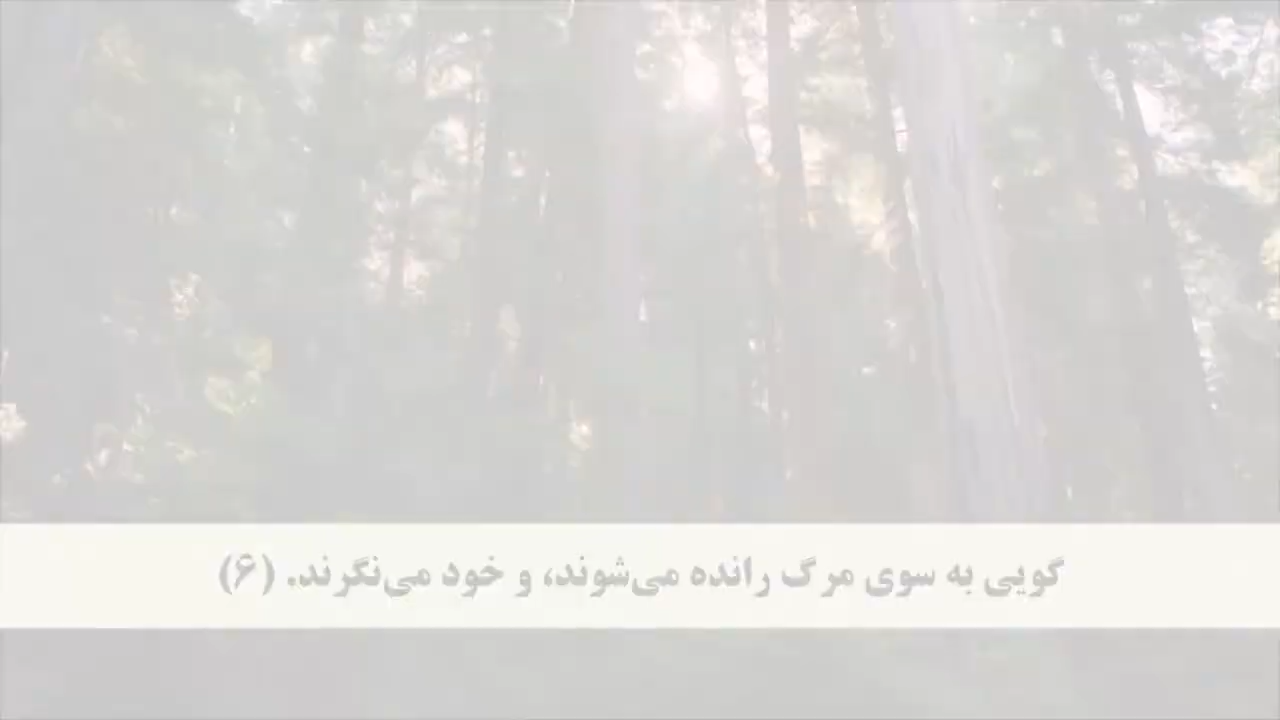 گویی به سوی مرگ رانده می‌شوند، و خود می‌نگرند. (۶)